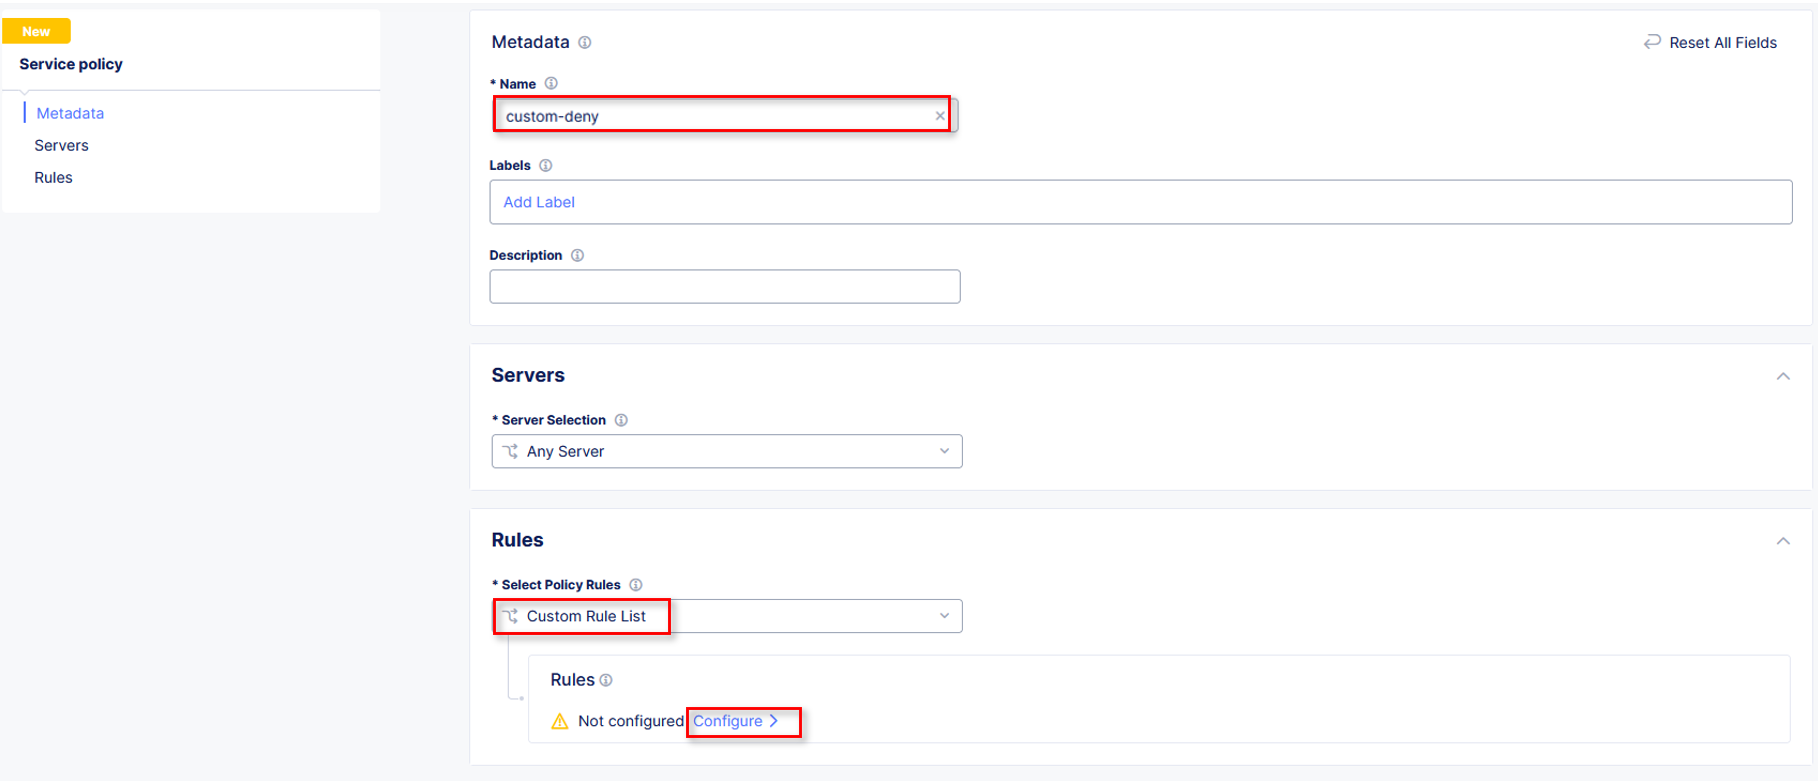 New
Service policy
Metadata
Servers
Rules
Metadata
Reset All Fields
* Name
custom-deny
Labels
Add Label
Description
Servers
* Server Selection
Any Server
Rules
* Select Policy Rules
Custom Rule List
Rules
Not configured Configure